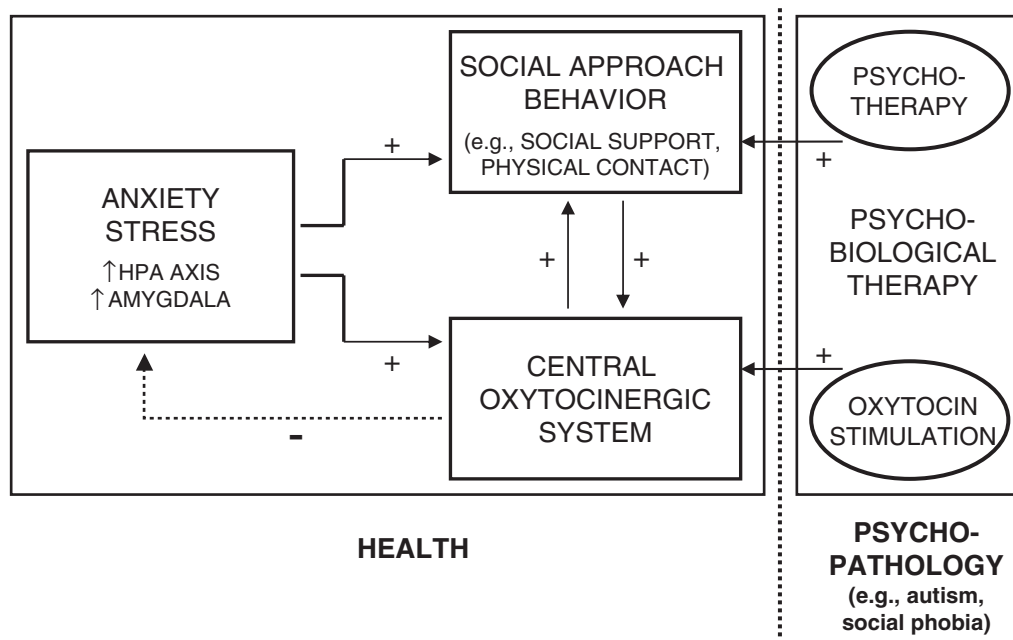 SOCIAL APPROACH
BEHAVIOR
(e.g., SOCIAL SUPPORT,
PHYSICAL CONTACT)
ANXIETY
STRESS
↑HPA AXIS
↑AMYGDALA
+
+
+
+
-
CENTRAL
OXYTOCINERGIC
SYSTEM
HEALTH
PSYCHO-
THERAPY
+
PSYCHO-
BIOLOGICAL
THERAPY
+
OXYTOCIN
STIMULATION
PSYCHO-
PATHOLOGY
(e.g., autism,
social phobia)